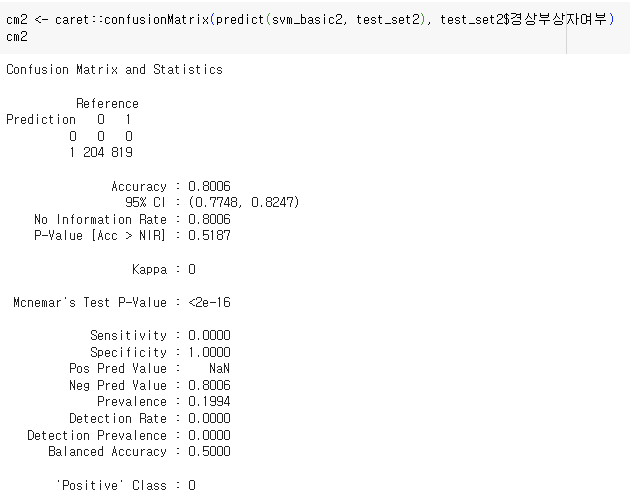 cm2 <- caret::confusionMatrix(predict(svm_basic2, test_set2), test_set2$경상부상자여부)
cm2
Confusion Matrix and Statistics
Reference
Prediction 0 1
0 0 0
1 204 819
Accuracy : 0.8006
95% CI : (0.7748, 0.8247)
No Information Rate : 0.8006
P-Value [Acc > NIR] : 0.5187
Kappa : 0
Mcnemar's Test P-Value : <2e-16
Sensitivity : 0.0000
Specificity : 1.0000
Pos Pred Value : NaN
Neg Pred Value : 0.8006
Prevalence : 0.1994
Detection Rate : 0.0000
Detection Prevalence : 0.0000
Balanced Accuracy : 0.5000
'Positive' Class : 0